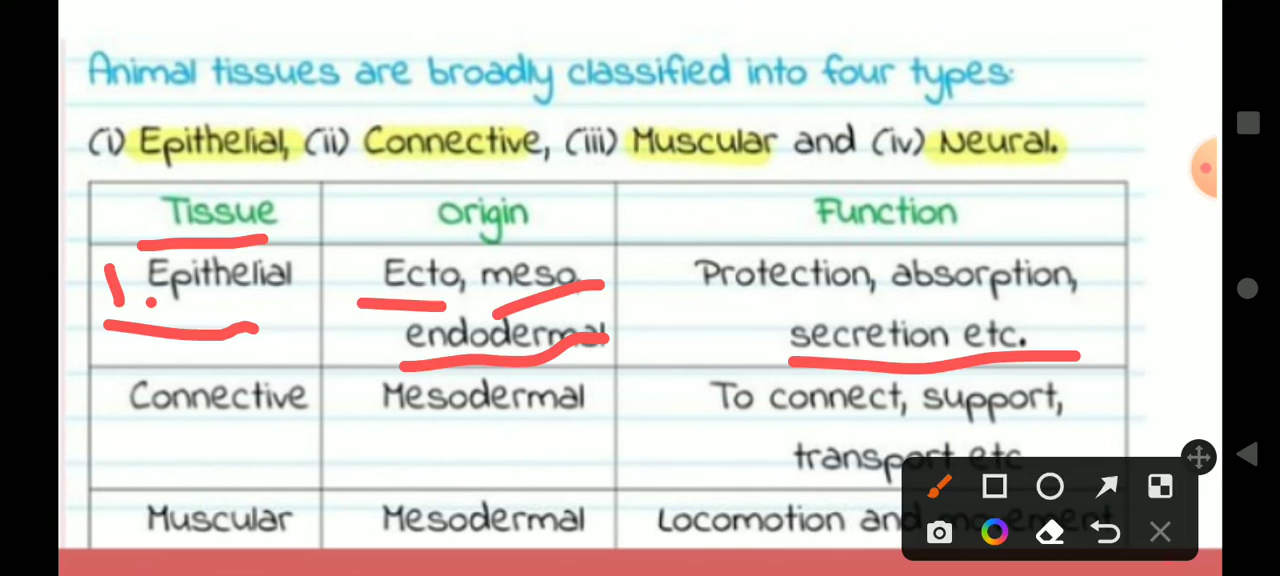 Animal tissues are broadly classified into four types:
(i) Epithelial, (ii) Connective, (iii) Muscular and (iv) Neural.
Tissue Origin Function
1. Epithelial Ecto, meso, Protection, absorption,
endodermal secretion etc.
Connective Mesodermal To connect, support,
transport etc
Muscular Mesodermal Locomotion and movement